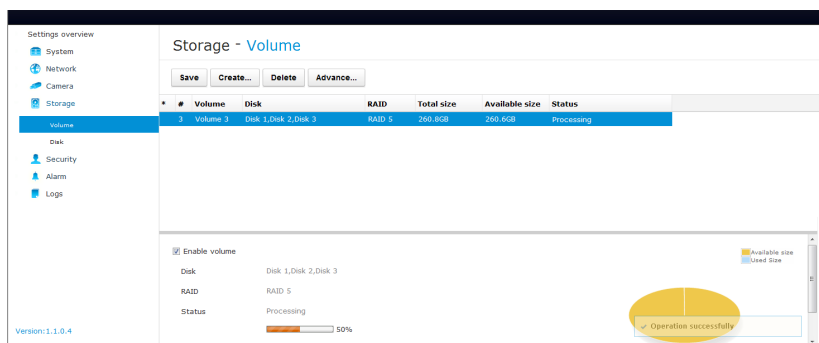 Settings overview
System
Network
Camera
Storage
Volume
Disk
Security
Alarm
Logs
Version:1.1.0.4
Storage - Volume
Save Create... Delete Advance...
* # Volume Disk RAID Total size Available size Status
3 Volume 3 Disk 1,Disk 2,Disk 3 RAID 5 260.8GB 260.6GB Processing
Enable volume
Disk Disk 1,Disk 2,Disk 3
RAID RAID 5
Status Processing
50%
Available size
Used Size
Operation successfully